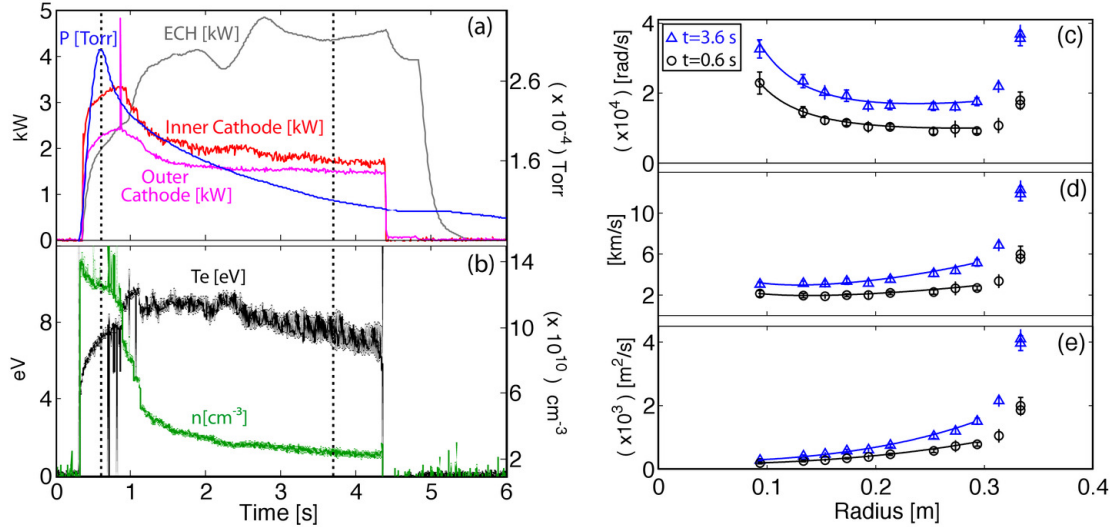 (a)
P [Torr]
ECH [kW]
Inner Cathode [kW]
Outer
Cathode [kW]
kW
5
4
3
2
1
0
2.6
1.6
( x 10⁻⁴) Torr
(b)
Te [eV]
n[cm⁻³]
eV
8
4
0
14
10
6
2
(x 10¹⁰) cm⁻³
0 1 2 3 4 5 6
Time [s]
t=3.6 s
t=0.6 s
(c)
( x10⁴) [rad/s]
4
2
0
(d)
[km/s]
10
6
2
(e)
( x10³) [m²/s]
4
2
0
0 0.1 0.2 0.3 0.4
Radius [m]